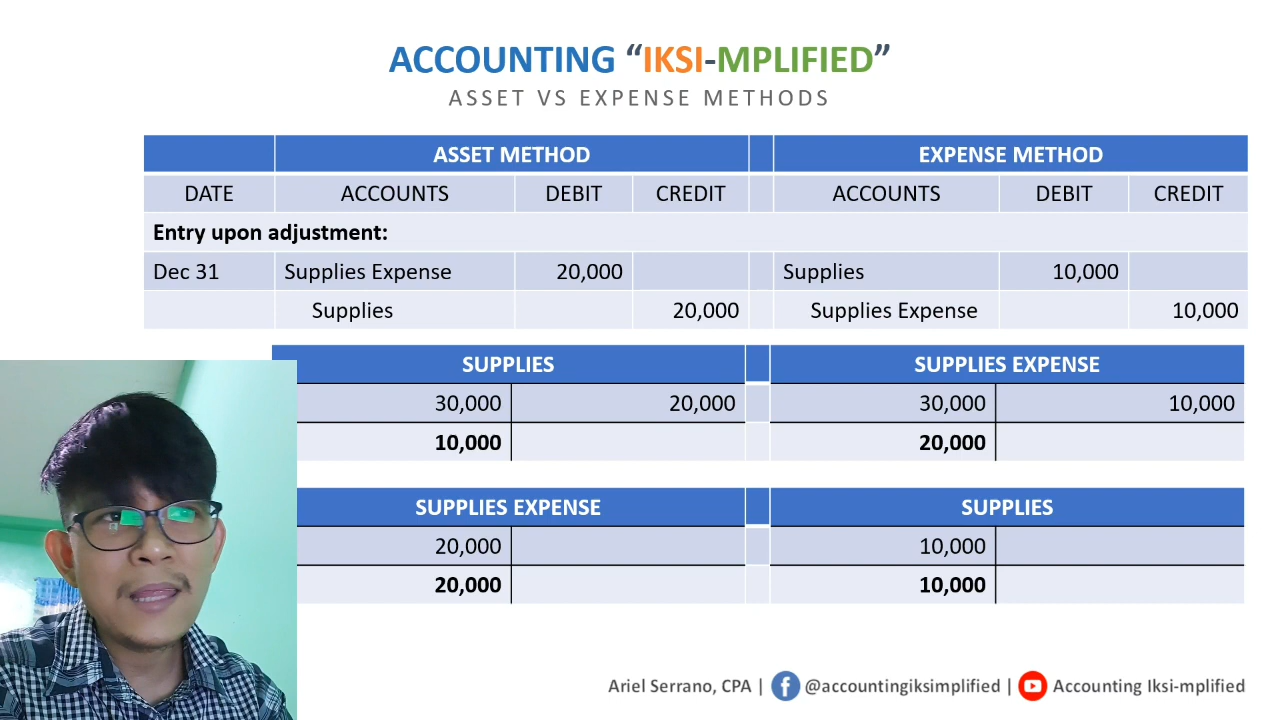 ACCOUNTING “IKSI-MPLIFIED”
ASSET VS EXPENSE METHODS
ASSET METHOD EXPENSE METHOD
DATE ACCOUNTS DEBIT CREDIT ACCOUNTS DEBIT CREDIT
Entry upon adjustment:
Dec 31 Supplies Expense 20,000 Supplies 10,000
Supplies 20,000 Supplies Expense 10,000
SUPPLIES SUPPLIES EXPENSE
30,000 20,000 30,000 10,000
10,000 20,000
SUPPLIES EXPENSE SUPPLIES
20,000 10,000
20,000 10,000
Ariel Serrano, CPA | @accountingiksimplified | Accounting Iksi-mplified